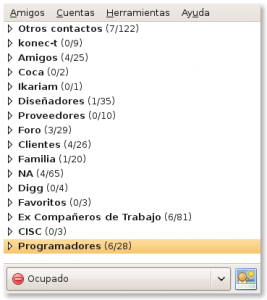 Amigos Cuentas Herramientas Ayuda
Otros contactos (7/122)
konec-t (0/9)
Amigos (4/25)
Coca (0/2)
Ikariam (0/1)
Diseñadores (1/35)
Proveedores (0/10)
Foro (3/29)
Clientes (4/26)
Familia (1/20)
NA (4/65)
Digg (0/4)
Favoritos (0/3)
Ex Compañeros de Trabajo (6/81)
CISC (0/3)
Programadores (6/28)
Ocupado